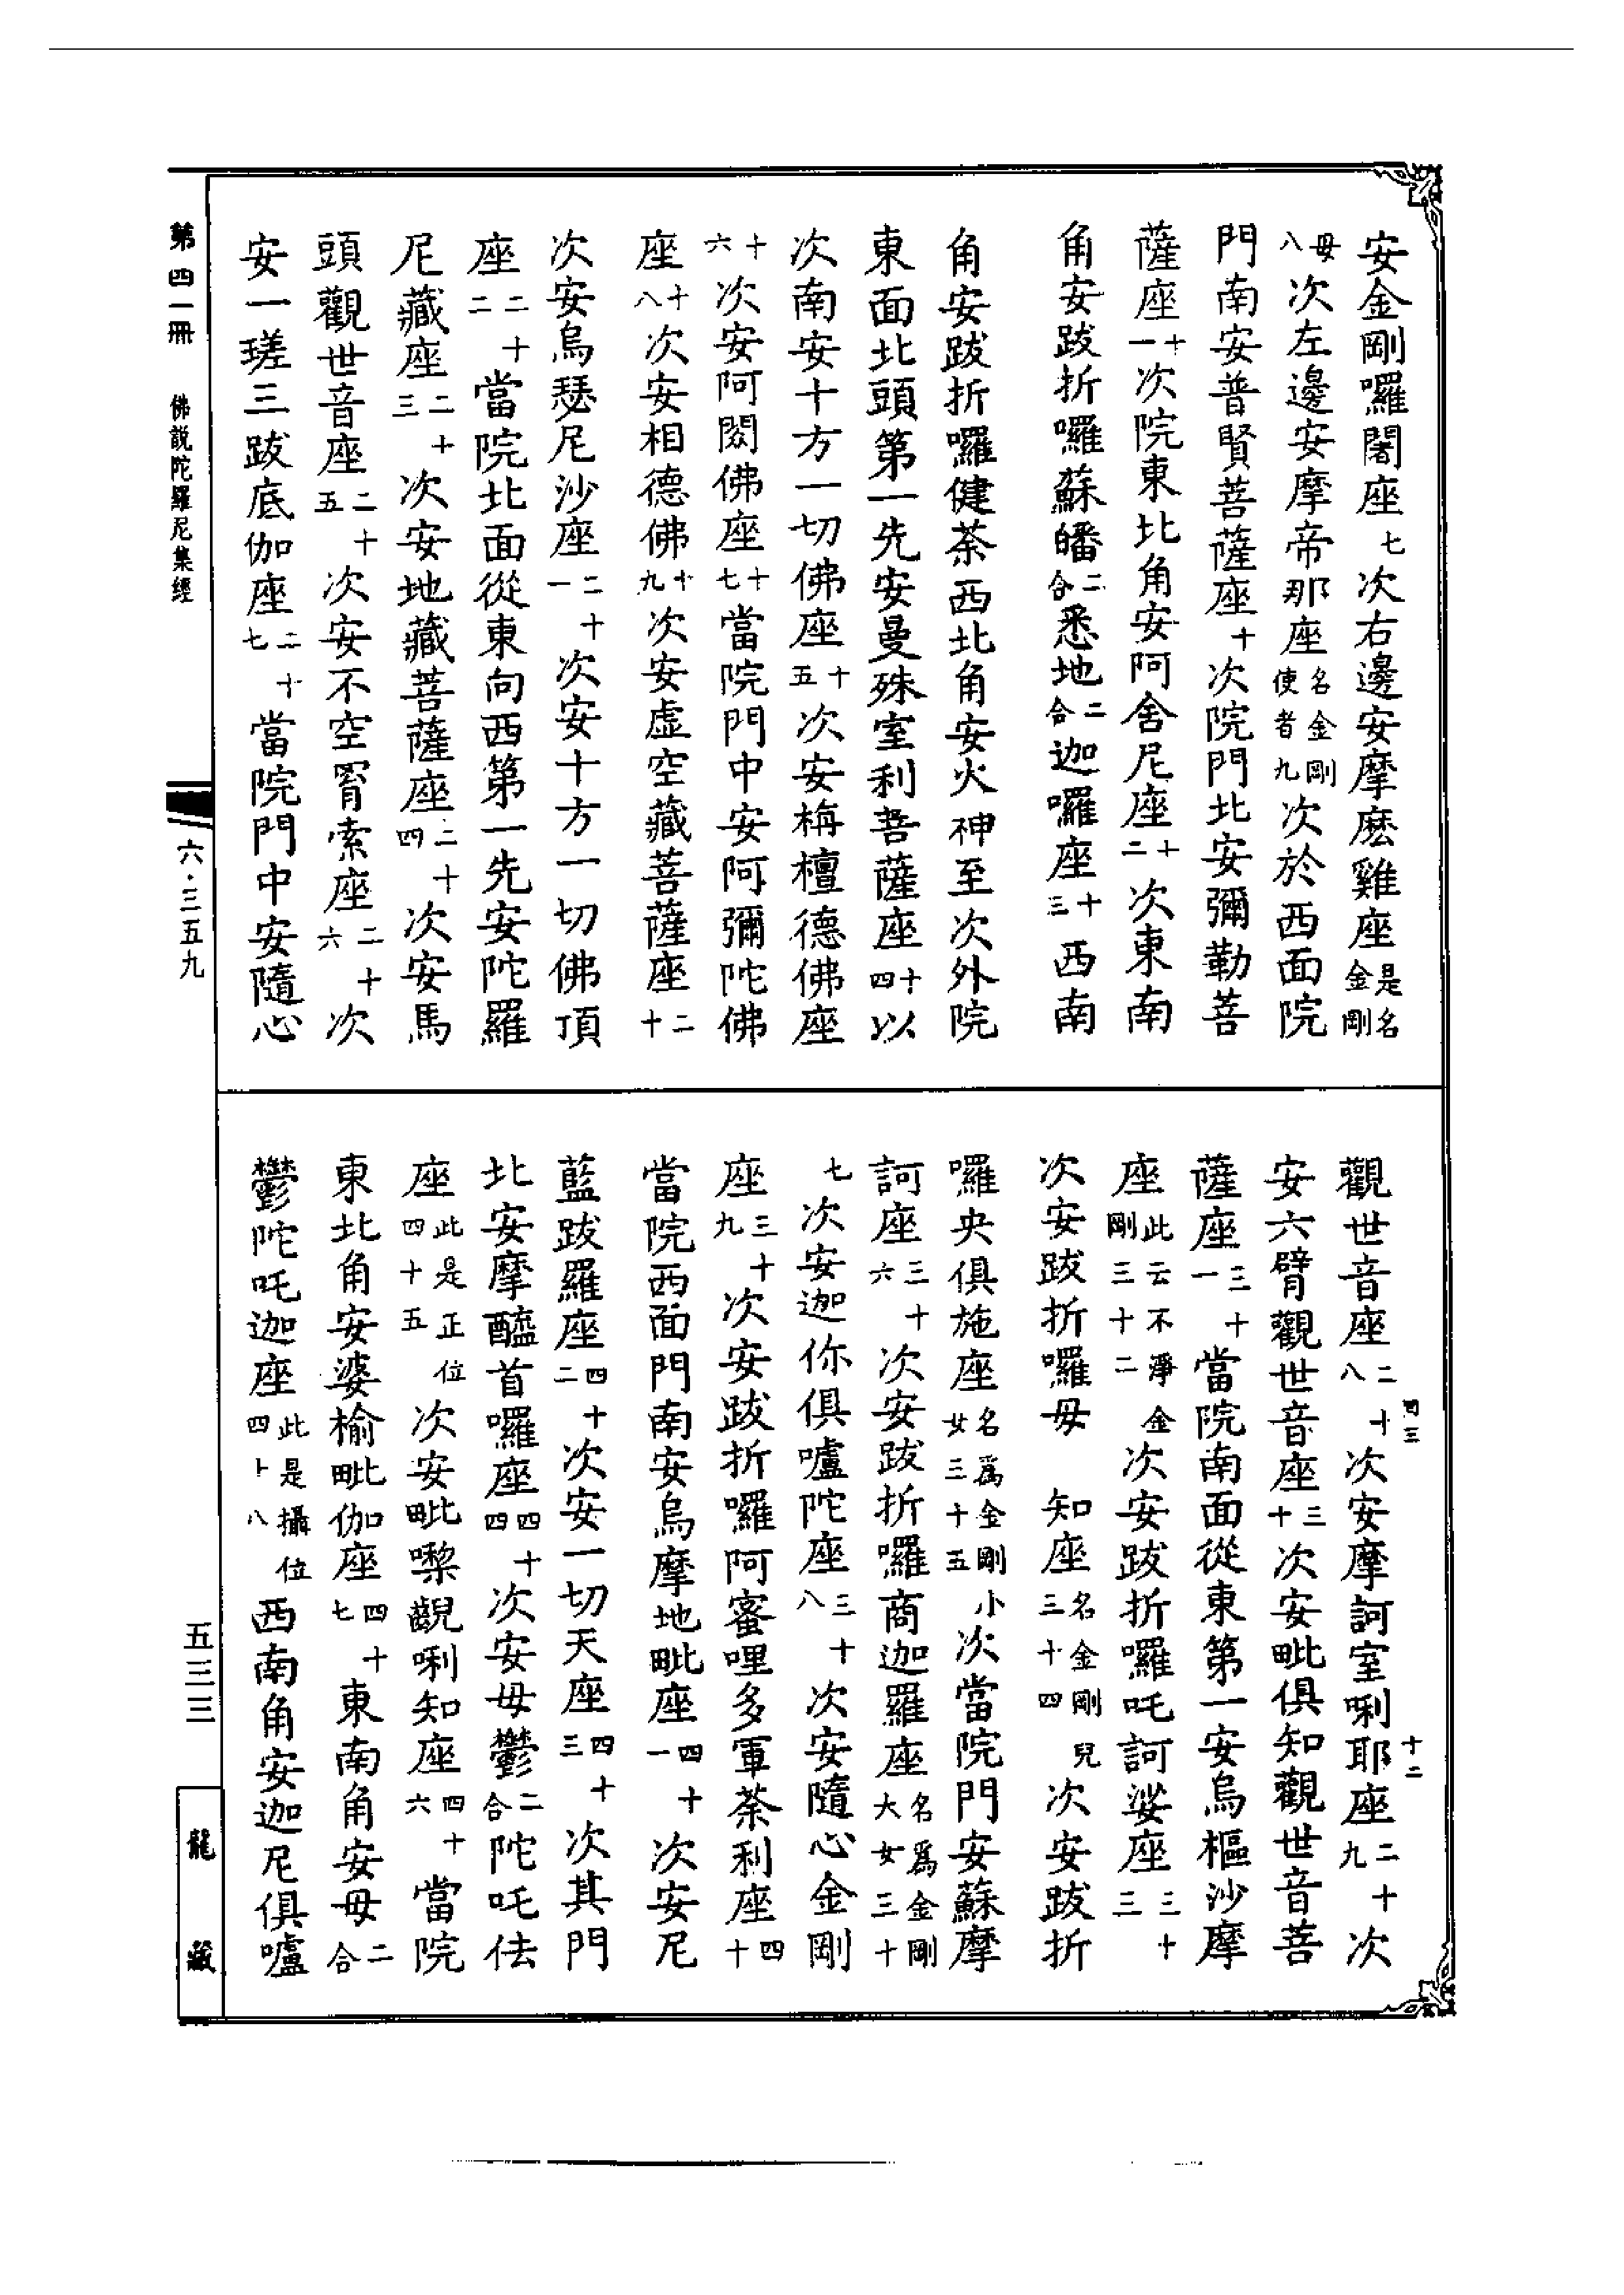 安金剛囉闍座七次右邊安摩麽雞座是名金剛
母八次左邊安摩帝那座名金剛使者九次於西面院
門南安普賢菩薩座十次院門北安彌勒菩
薩座十一次院東北角安阿舍尼座十二次東南
角安跋折囉蘇皤二合悉地二合迦囉座十三西南
角安跋折囉健荼西北角安火神至次外院
東面北頭第一先安曼殊室利菩薩座十四以
次南安十方一切佛座十五次安栴檀德佛座
十六次安阿閦佛座十七當院門中安阿彌陀佛
座十八次安相德佛十九次安虛空藏菩薩座二十
次安烏瑟尼沙座二十一次安十方一切佛頂
座二十二當院北面從東向西第一先安陀羅
尼藏座二十三次安地藏菩薩座二十四次安馬
頭觀世音座二十五次安不空罥索座二十六次
安一瑳三跋底伽座二十七當院門中安隨心
觀世音座二十八次安摩訶室唎耶座二十九次
安六臂觀世音座三十次安毗俱知觀世音菩
薩座三十一當院南面從東第一安烏樞沙摩
座此云不淨金剛三十二次安跋折囉吒訶娑座三十三
次安跋折囉母知座名金剛兒三十四次安跋折
囉央俱施座名為金剛小女三十五次當院門安蘇摩
訶座三十六次安跋折囉商迦羅座名為金剛大女三十
七次安迦你俱嚧陀座三十八次安隨心金剛
座三十九次安跋折囉阿蜜哩多軍荼利座四十
當院西面門南安烏摩地毗座四十一次安尼
藍跋羅座四十二次安一切天座四十三次其門
北安摩醯首囉座四十四次安母鬱二合陀吒佉
座此是正位四十五次安毗㗚覰唎知座四十六當院
東北角安婆榆毗伽座四十七東南角安母二合
鬱陀吒迦座此是攝位四十八西南角安迦尼俱嚧
第四一冊 佛說陀羅尼集經
六·三五九
五三三
龍藏
四三
十二